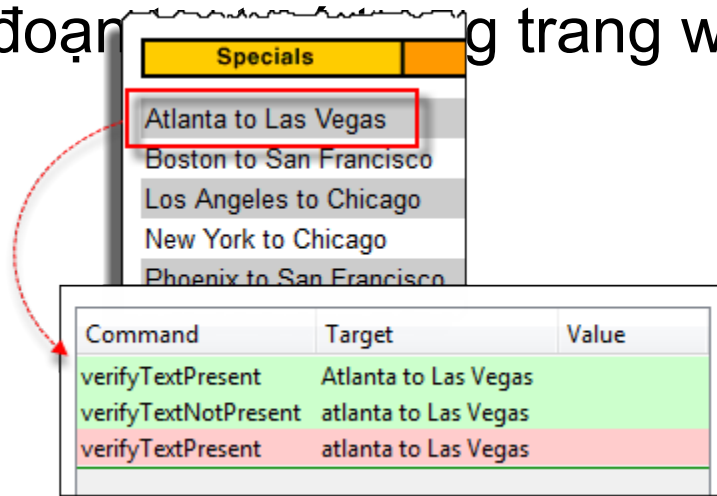 g trang w
Specials
Atlanta to Las Vegas
Boston to San Francisco
Los Angeles to Chicago
New York to Chicago
Phoenix to San Francisco
Command Target Value
verifyTextPresent Atlanta to Las Vegas
verifyTextNotPresent atlanta to Las Vegas
verifyTextPresent atlanta to Las Vegas